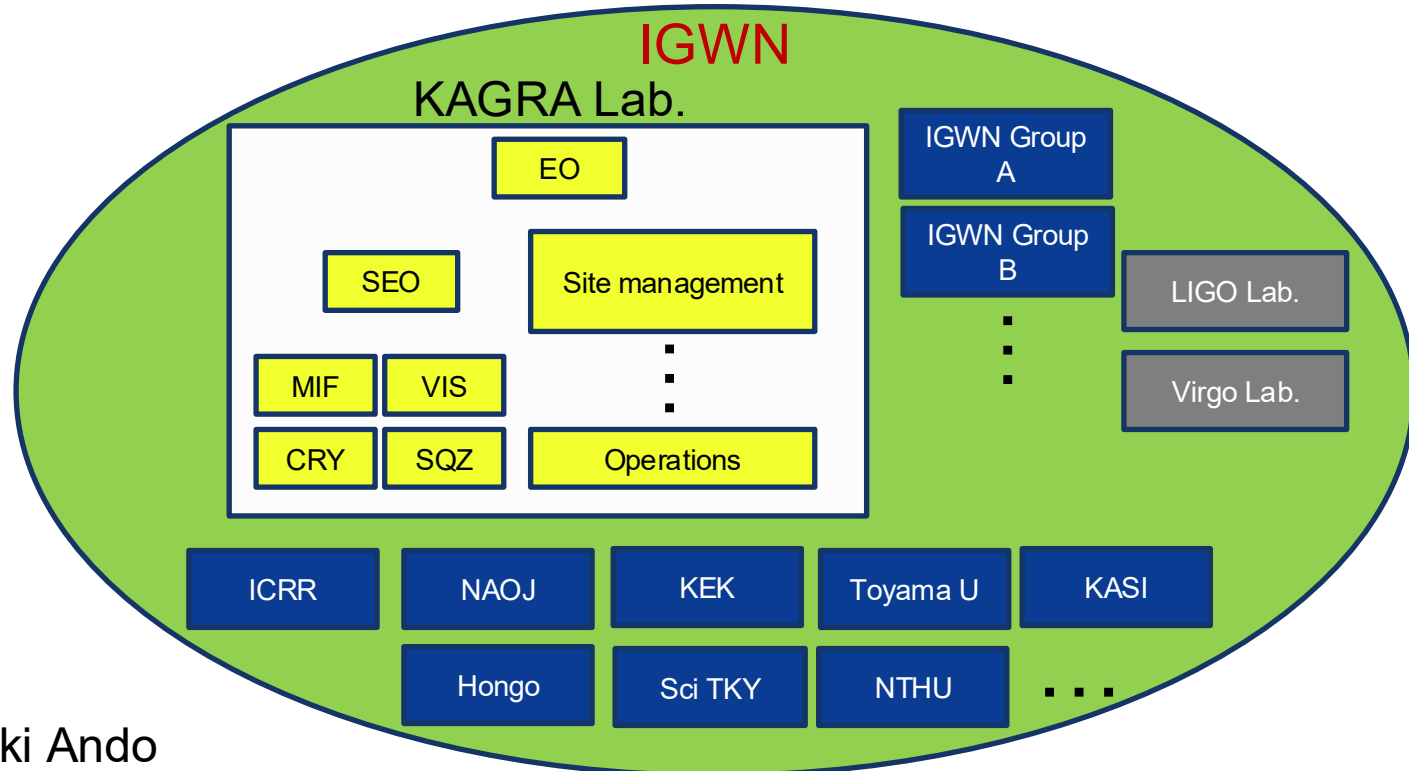 IGWN
KAGRA Lab.
EO
SEO
Site management
MIF
VIS
CRY
SQZ
Operations
IGWN Group
A
IGWN Group
B
LIGO Lab.
Virgo Lab.
ICRR
NAOJ
KEK
Toyama U
KASI
Hongo
Sci TKY
NTHU
ki Ando